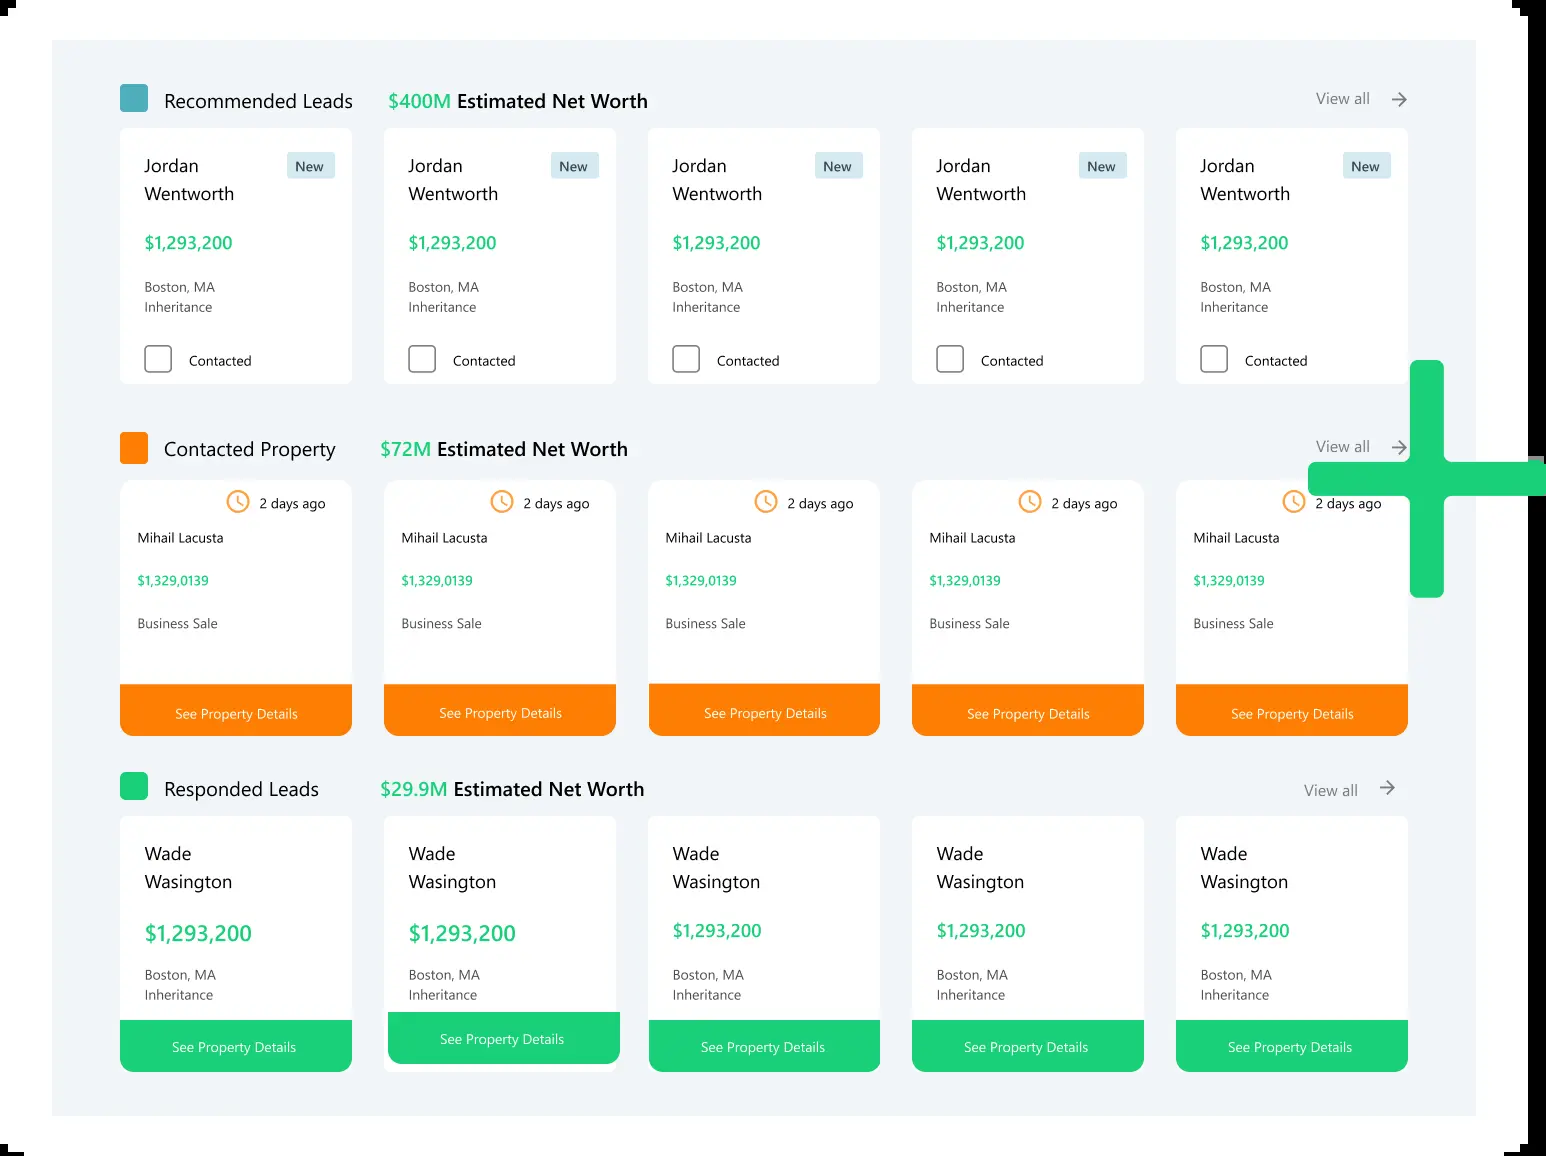 Recommended Leads $400M Estimated Net Worth View all
Jordan New Jordan New Jordan New Jordan New Jordan New
Wentworth Wentworth Wentworth Wentworth Wentworth
$1,293,200 $1,293,200 $1,293,200 $1,293,200 $1,293,200
Boston, MA Boston, MA Boston, MA Boston, MA Boston, MA
Inheritance Inheritance Inheritance Inheritance Inheritance
Contacted Contacted Contacted Contacted Contacted
Contacted Property $72M Estimated Net Worth View all
2 days ago 2 days ago 2 days ago 2 days ago 2 days ago
Mihail Lacusta Mihail Lacusta Mihail Lacusta Mihail Lacusta Mihail Lacusta
$1,329,0139 $1,329,0139 $1,329,0139 $1,329,0139 $1,329,0139
Business Sale Business Sale Business Sale Business Sale Business Sale
See Property Details See Property Details See Property Details See Property Details See Property Details
Responded Leads $29.9M Estimated Net Worth View all
Wade Wade Wade Wade Wade
Wasington Wasington Wasington Wasington Wasington
$1,293,200 $1,293,200 $1,293,200 $1,293,200 $1,293,200
Boston, MA Boston, MA Boston, MA Boston, MA Boston, MA
Inheritance Inheritance Inheritance Inheritance Inheritance
See Property Details See Property Details See Property Details See Property Details See Property Details